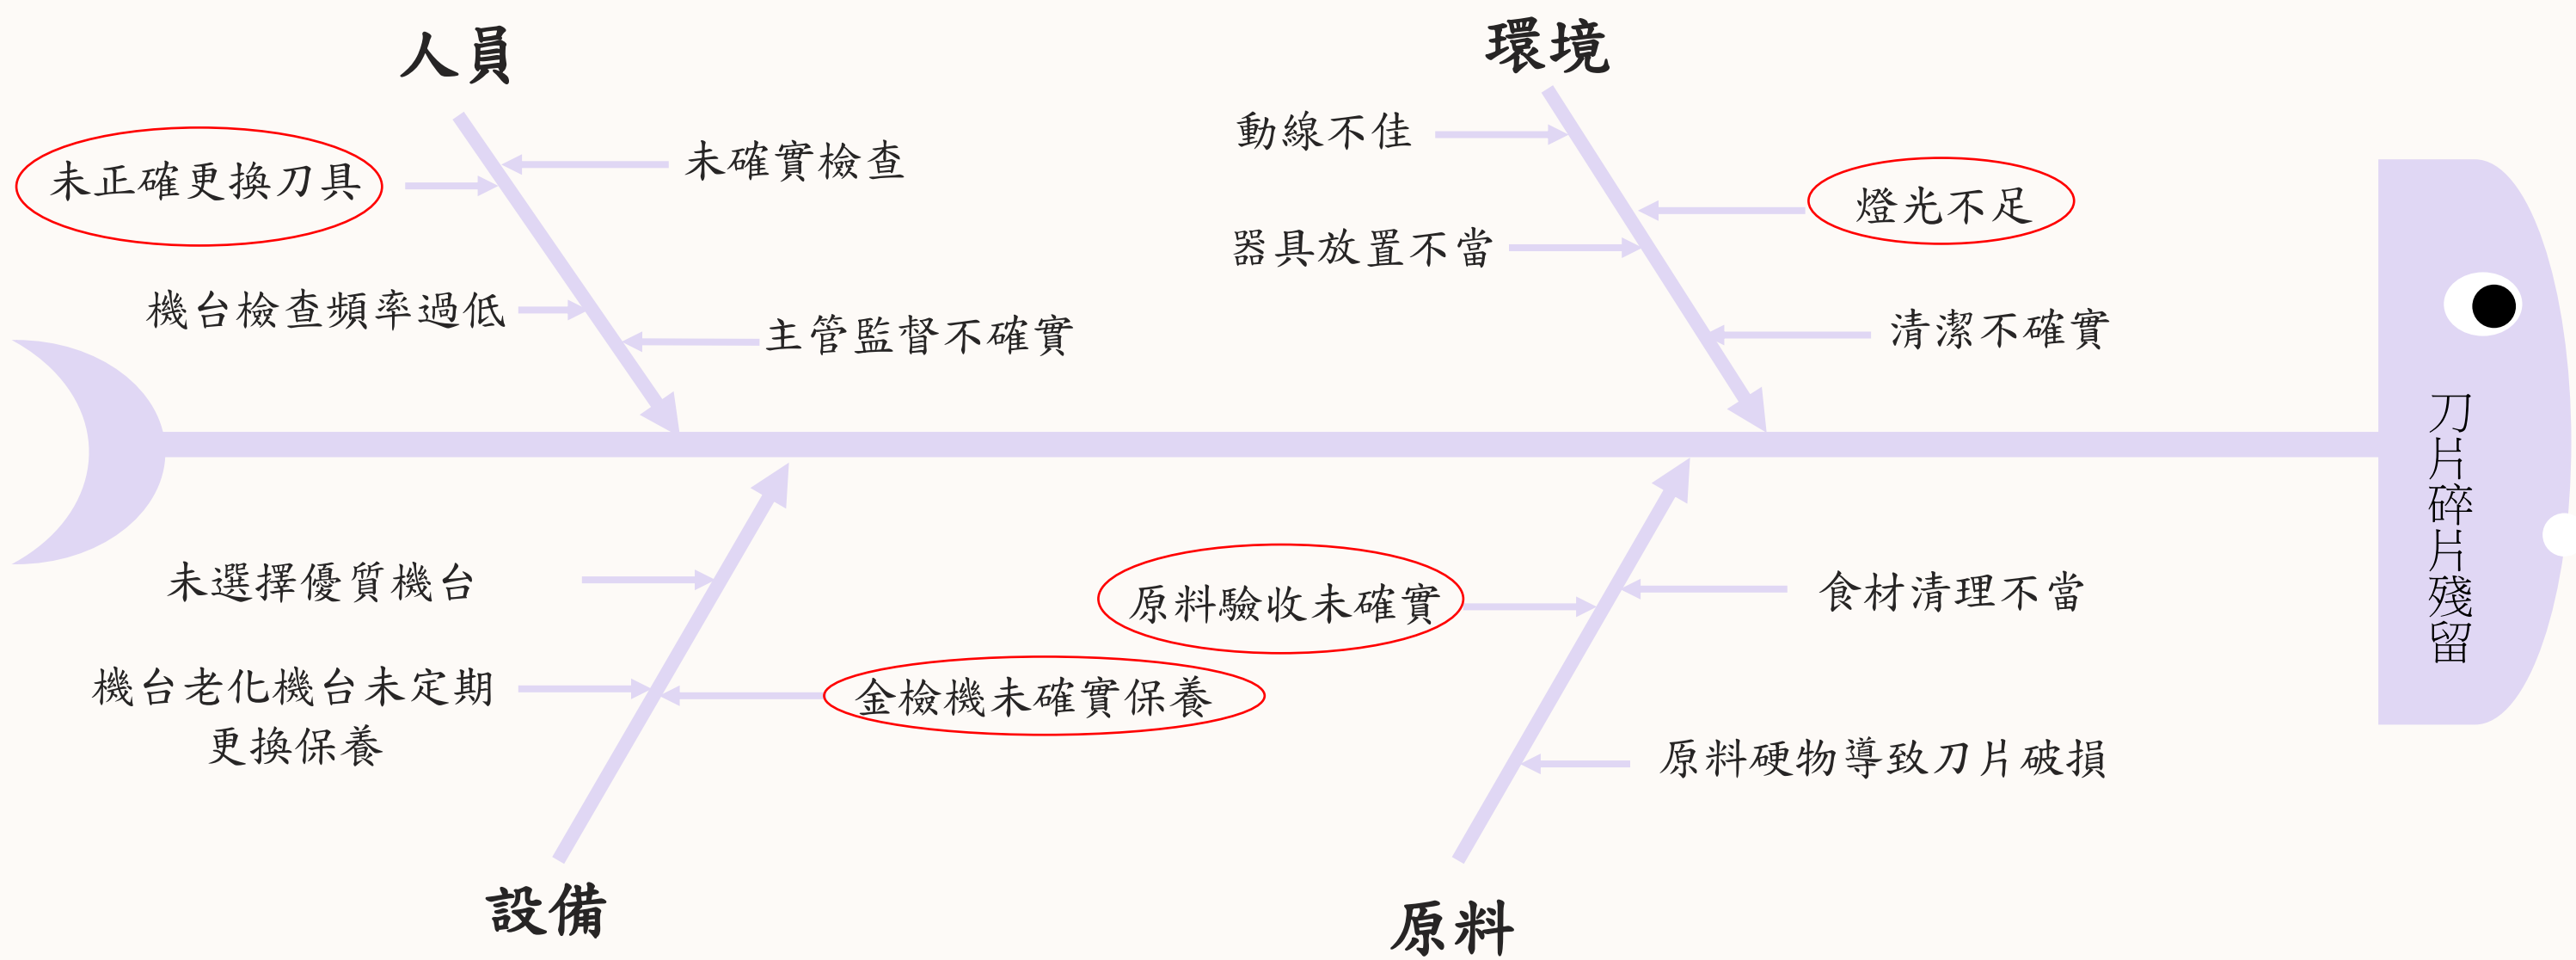 人員
未正確更換刀具
未確實檢查
機台檢查頻率過低
主管監督不確實
環境
動線不佳
燈光不足
器具放置不當
清潔不確實
刀片碎片殘留
未選擇優質機台
機台老化機台未定期
更換保養
金檢機未確實保養
設備
原料驗收未確實
食材清理不當
原料硬物導致刀片破損
原料